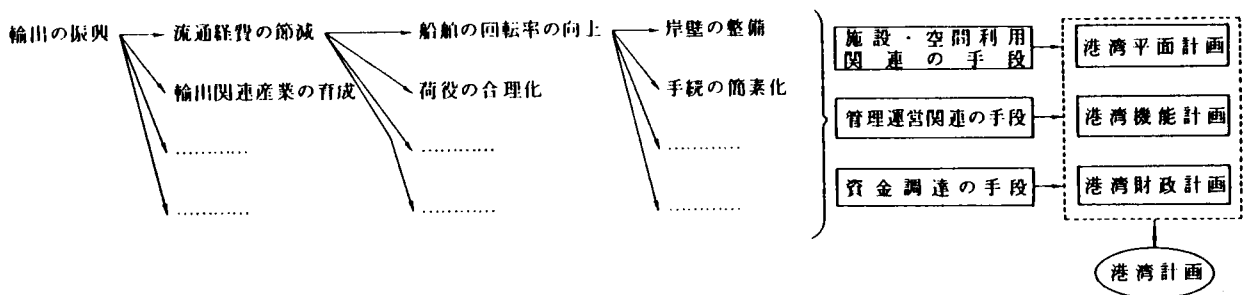 輸出の振興
流通経費の節減
船舶の回転率の向上
岸壁の整備
輸出関連産業の育成
荷役の合理化
手続の簡素化
…………
…………
…………
…………
…………
…………
施設・空間利用
関連の手段
港湾平面計画
管理運営関連の手段
港湾機能計画
資金調達の手段
港湾財政計画
港湾計画